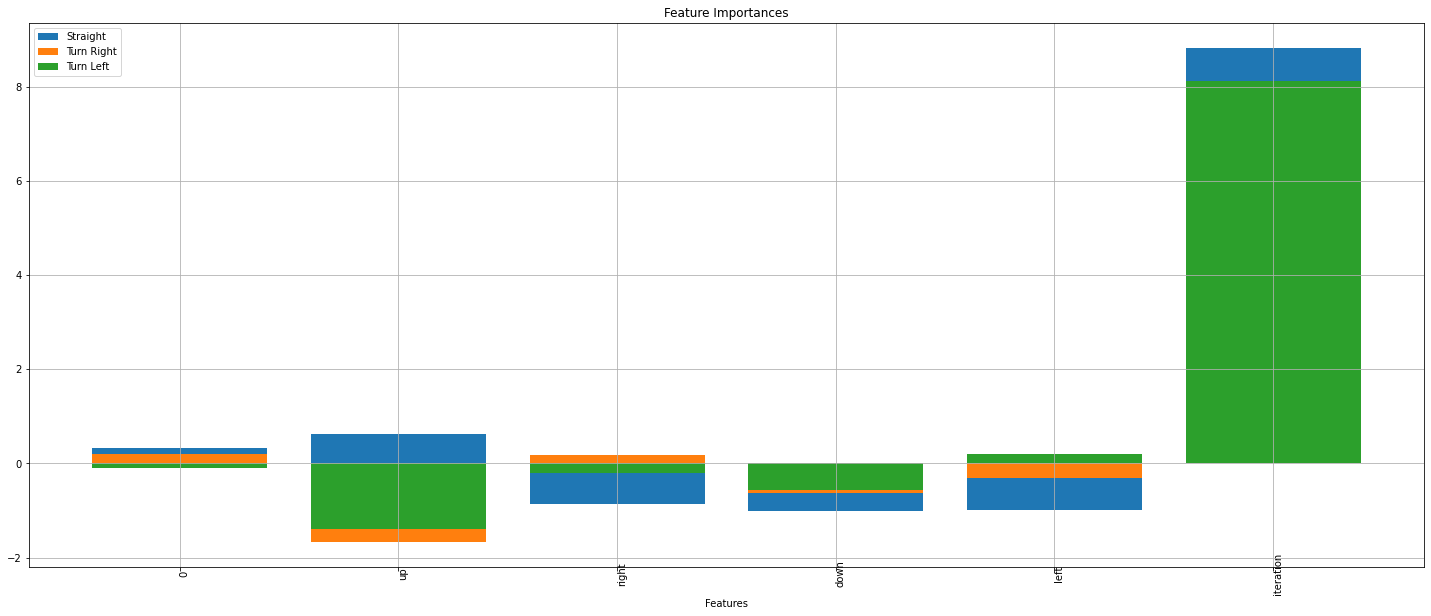 Feature Importances
Straight
Turn Right
Turn Left
8
6
4
2
0
−2
0
up
right
down
left
iteration
Features